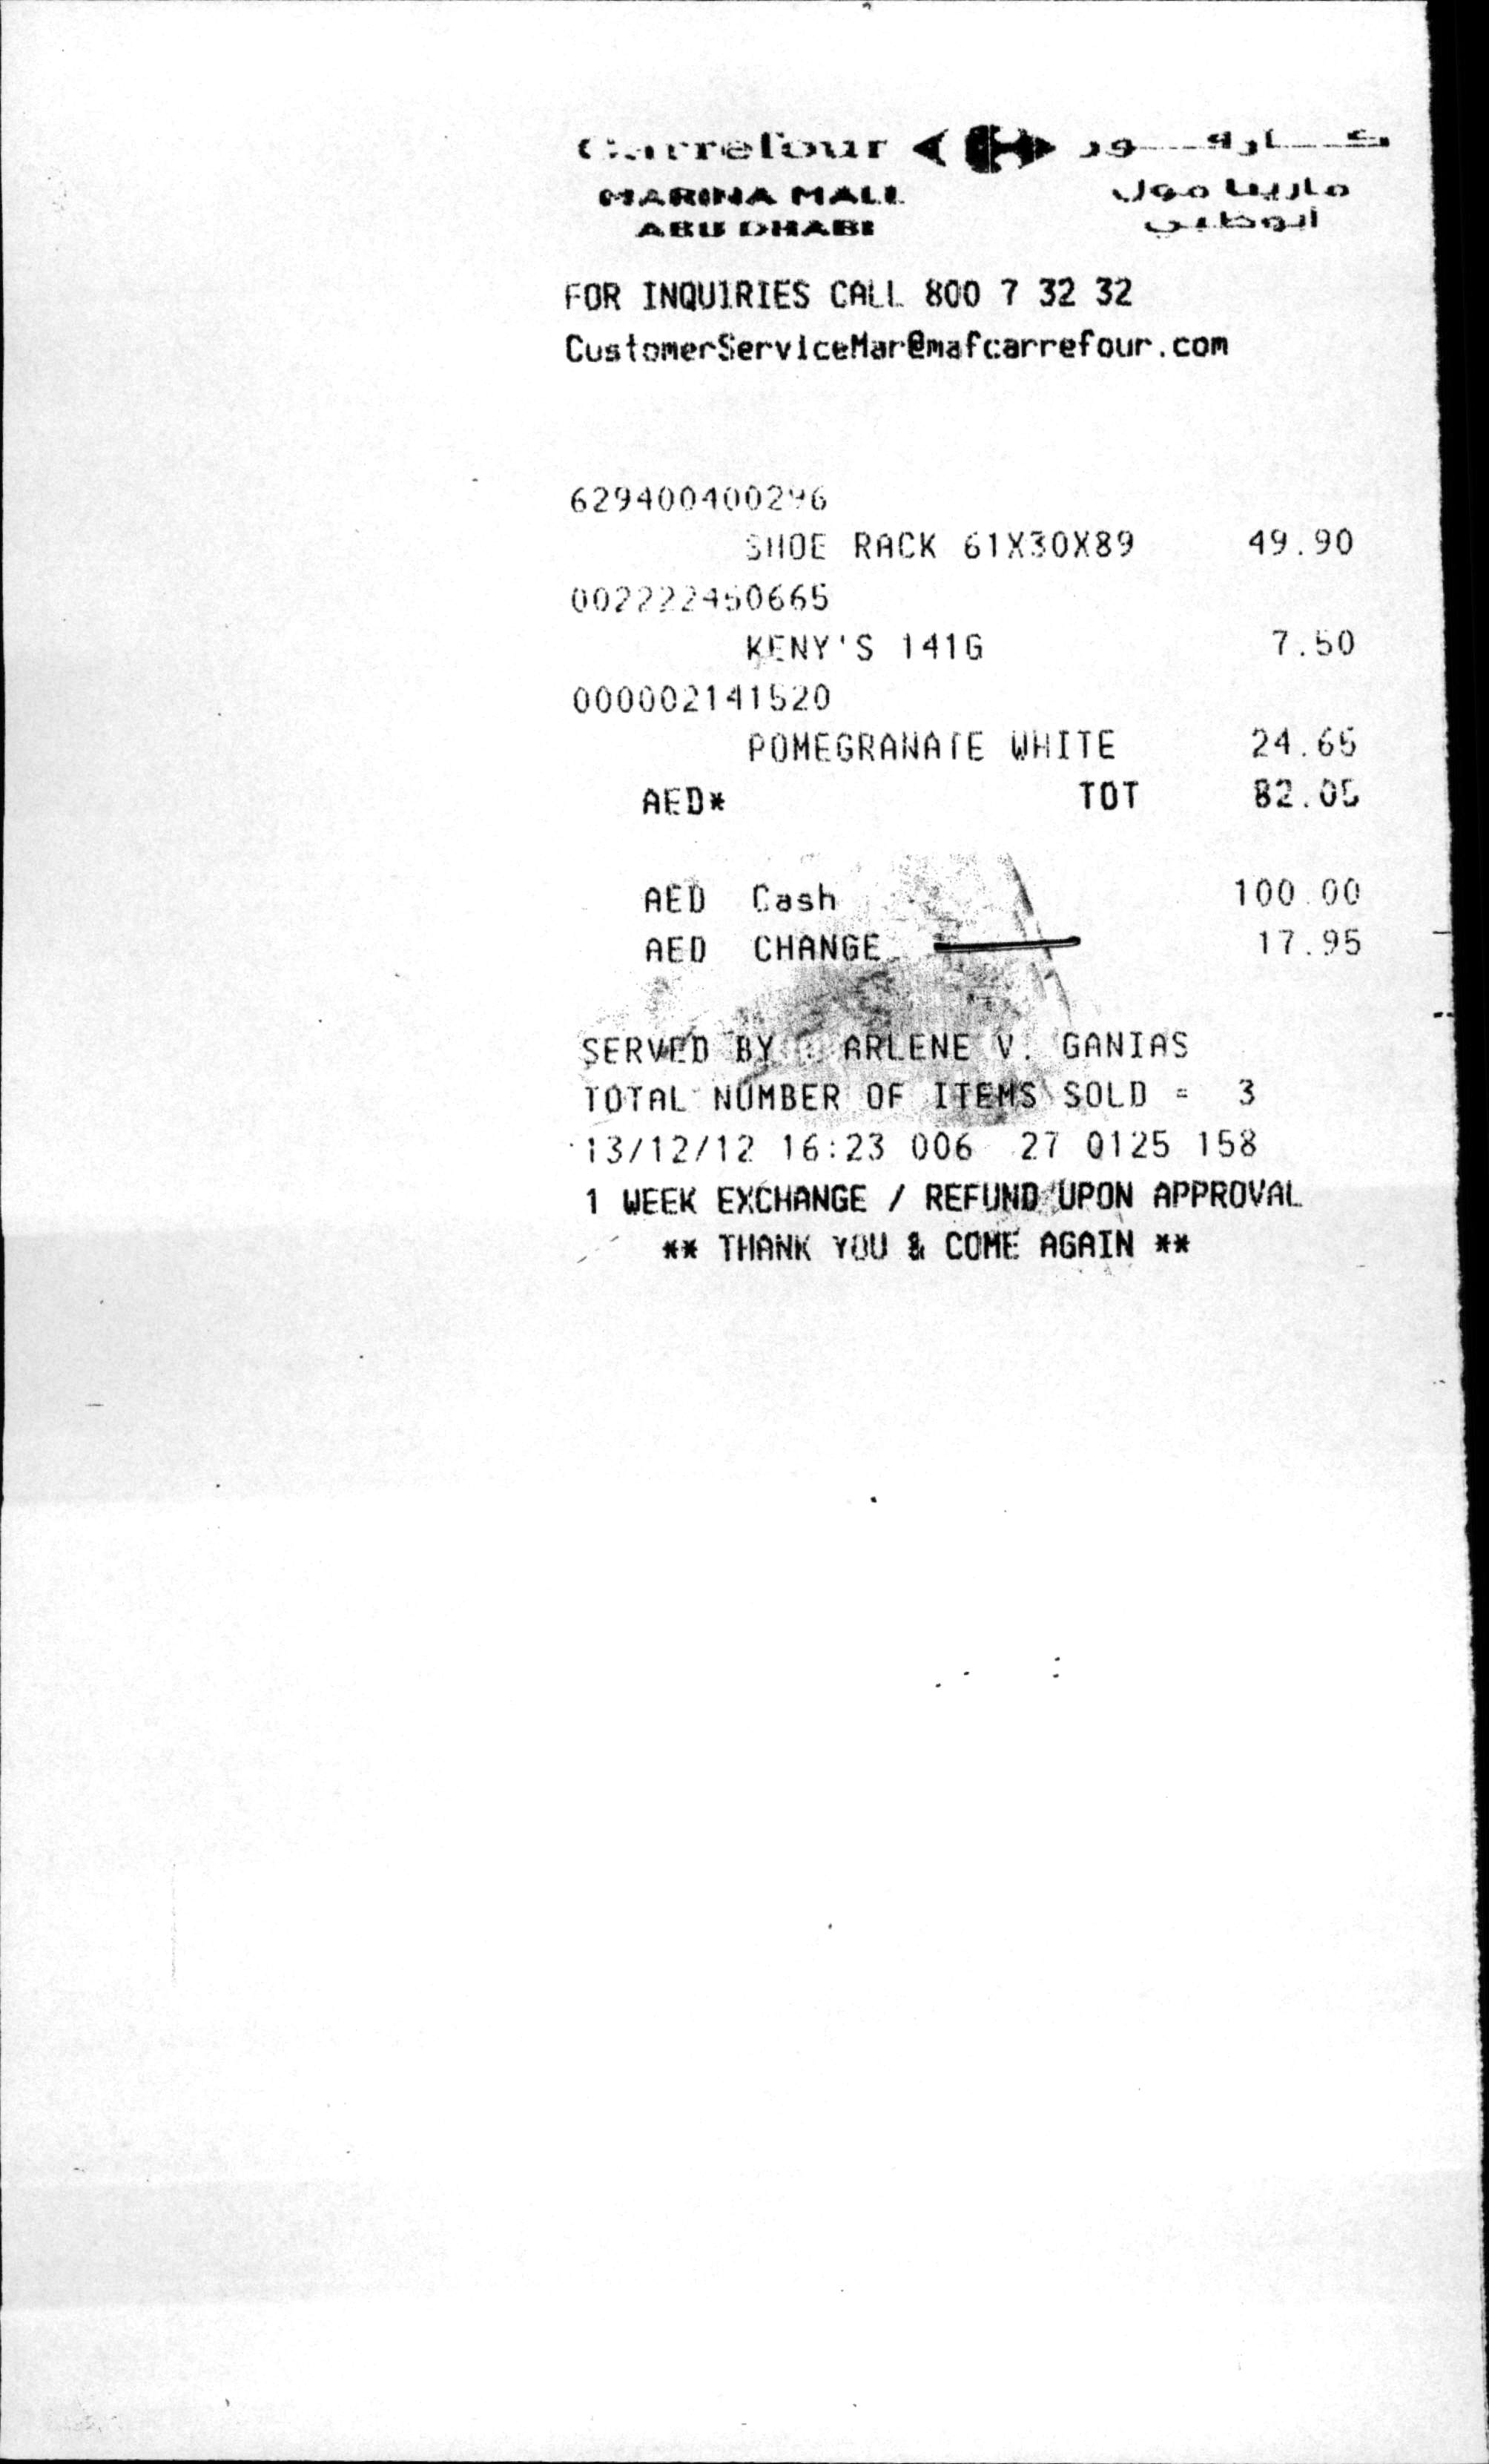 Carrefour كــارفــور
MARINA MALL مارينا مول
ABU DHABI أبوظبي
FOR INQUIRIES CALL 800 7 32 32
CustomerServiceMar@mafcarrefour.com
629400400296
SHOE RACK 61X30X89 49.90
002222450665
KENY'S 141G 7.50
000002141520
POMEGRANATE WHITE 24.65
AED* TOT 82.05
AED Cash 100.00
AED CHANGE 17.95
SERVED BY : ARLENE V. GANIAS
TOTAL NUMBER OF ITEMS SOLD = 3
13/12/12 16:23 006 27 0125 158
1 WEEK EXCHANGE / REFUND UPON APPROVAL
** THANK YOU & COME AGAIN **